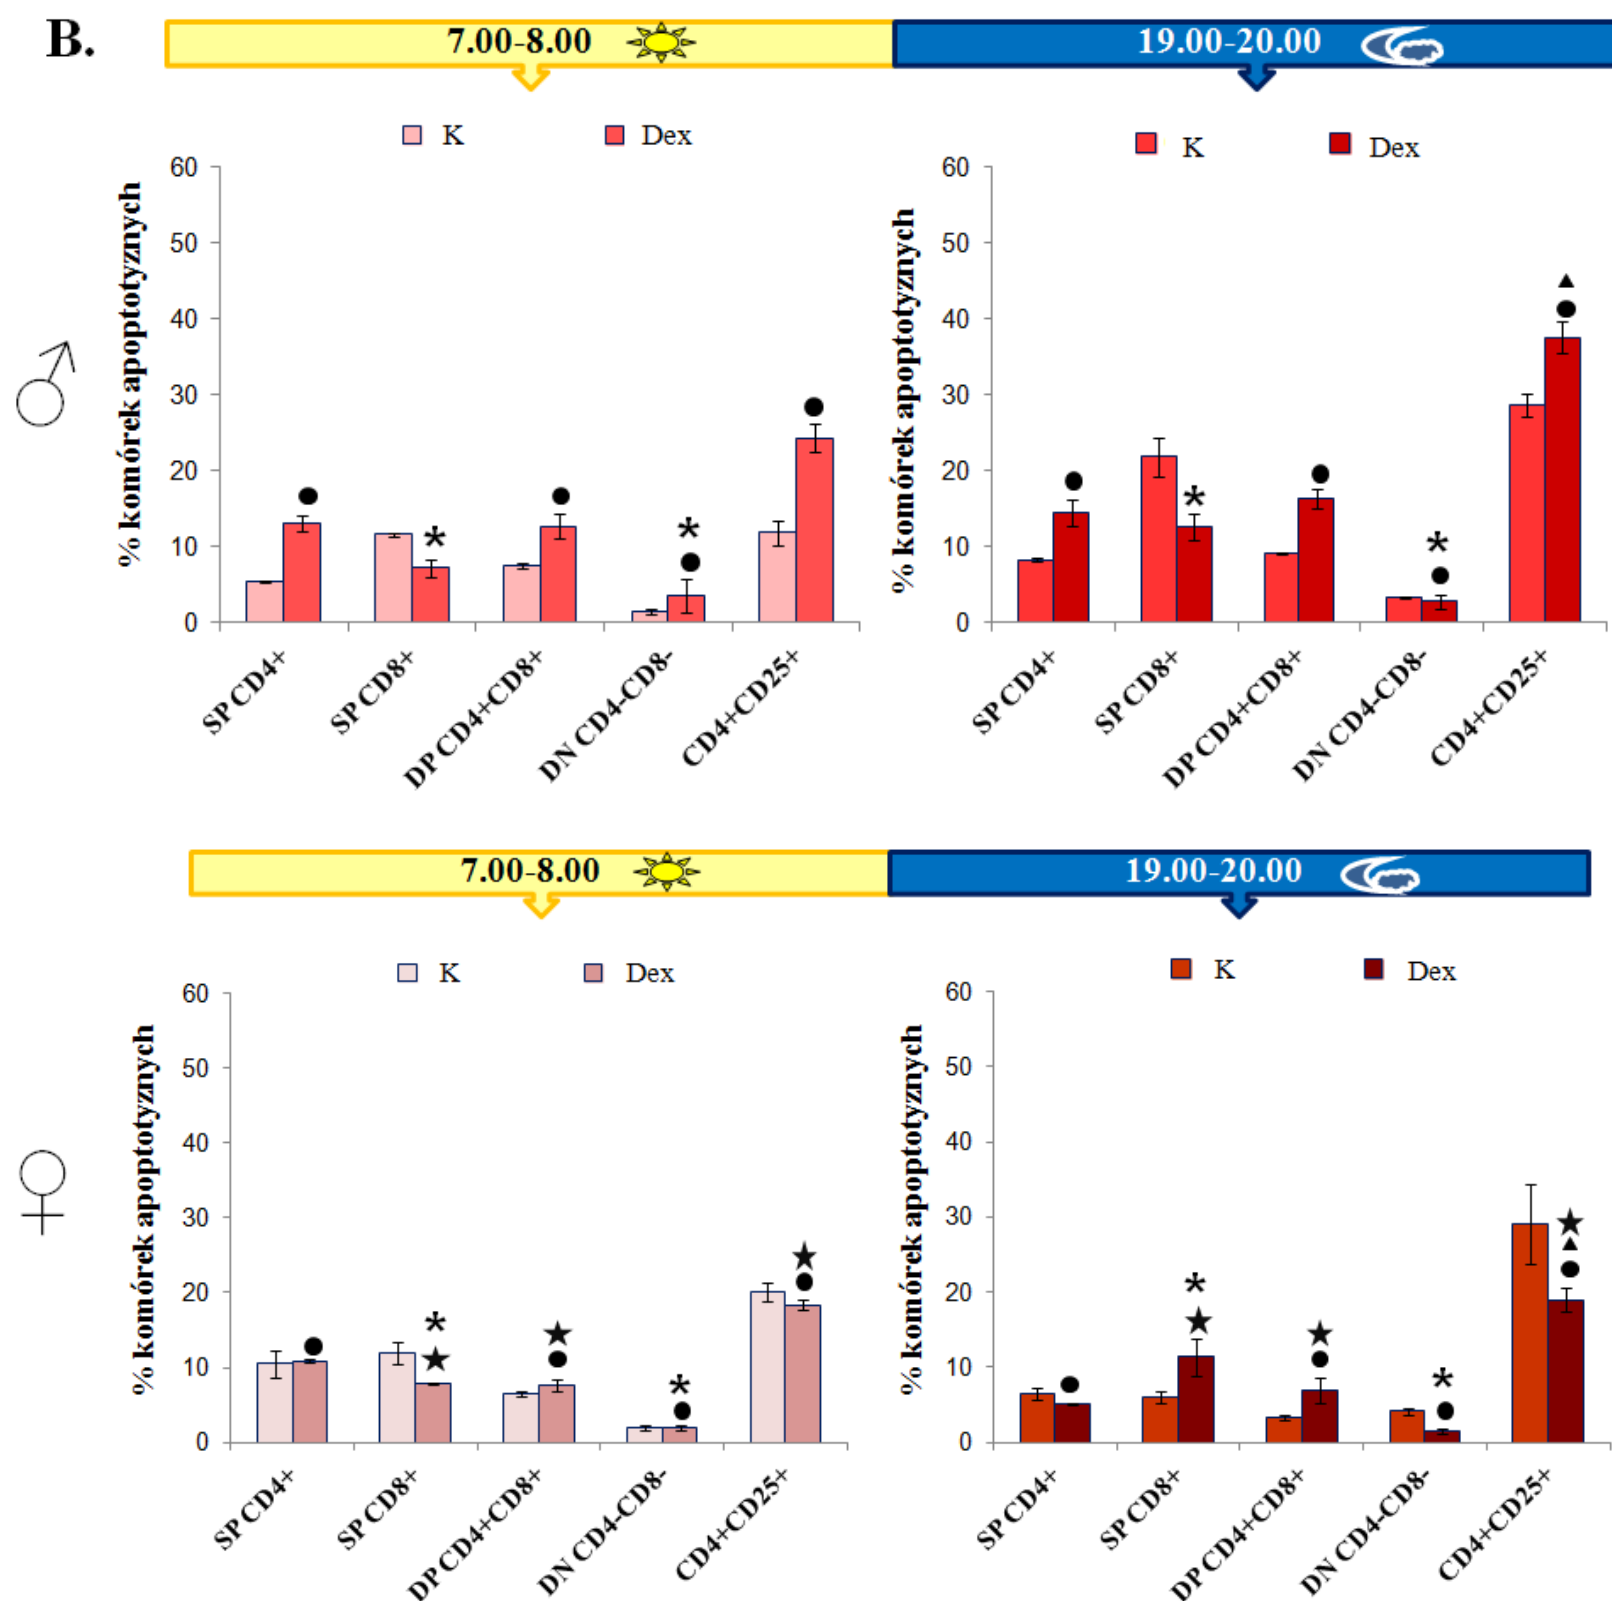 B.
7.00-8.00
19.00-20.00
K Dex
K Dex
% komórek apoptotyznych
60
50
40
30
20
10
0
SP CD4+
SP CD8+
DP CD4+CD8+
DN CD4-CD8-
CD4+CD25+
% komórek apoptotyznych
60
50
40
30
20
10
0
SP CD4+
SP CD8+
DP CD4+CD8+
DN CD4-CD8-
CD4+CD25+
7.00-8.00
19.00-20.00
K Dex
K Dex
% komórek apoptotyznych
60
50
40
30
20
10
0
SP CD4+
SP CD8+
DP CD4+CD8+
DN CD4-CD8-
CD4+CD25+
% komórek apoptotyznych
60
50
40
30
20
10
0
SP CD4+
SP CD8+
DP CD4+CD8+
DN CD4-CD8-
CD4+CD25+